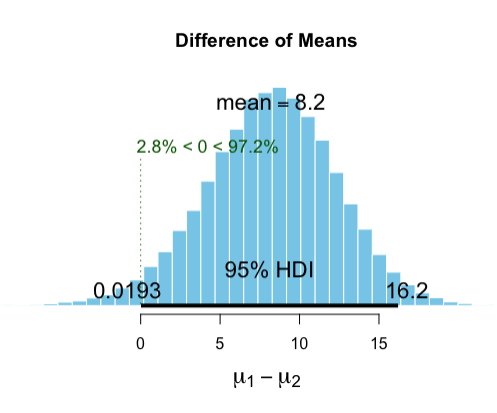 Difference of Means
mean = 8.2
2.8% < 0 < 97.2%
95% HDI
0.0193 16.2
0 5 10 15
μ₁ − μ₂